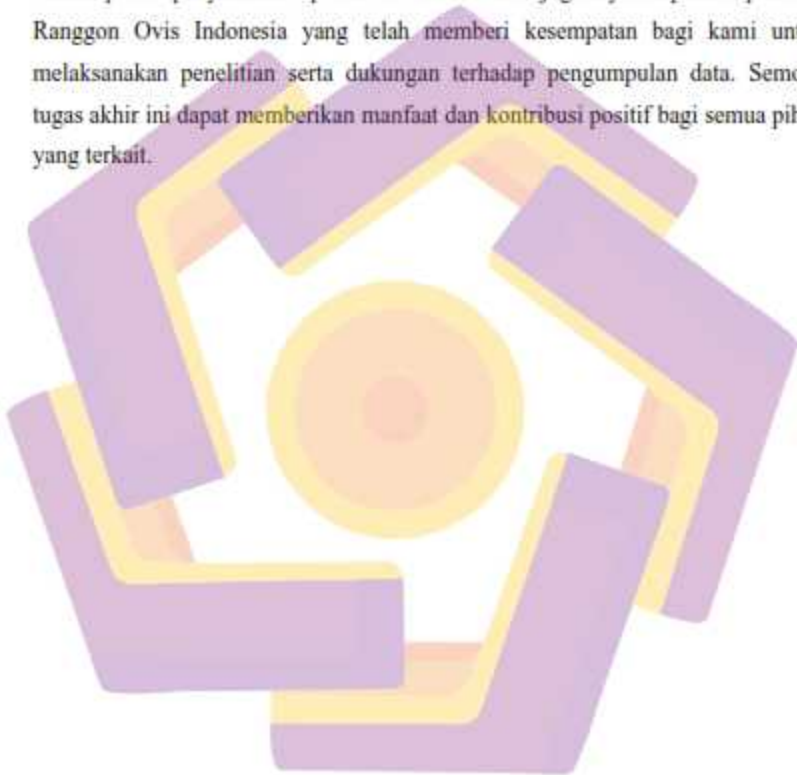 Ranggon Ovis Indonesia yang telah memberi kesempatan bagi kami unt
melaksanakan penelitian serta dukungan terhadap pengumpulan data. Semo
tugas akhir ini dapat memberikan manfaat dan kontribusi positif bagi semua pih
yang terkait.